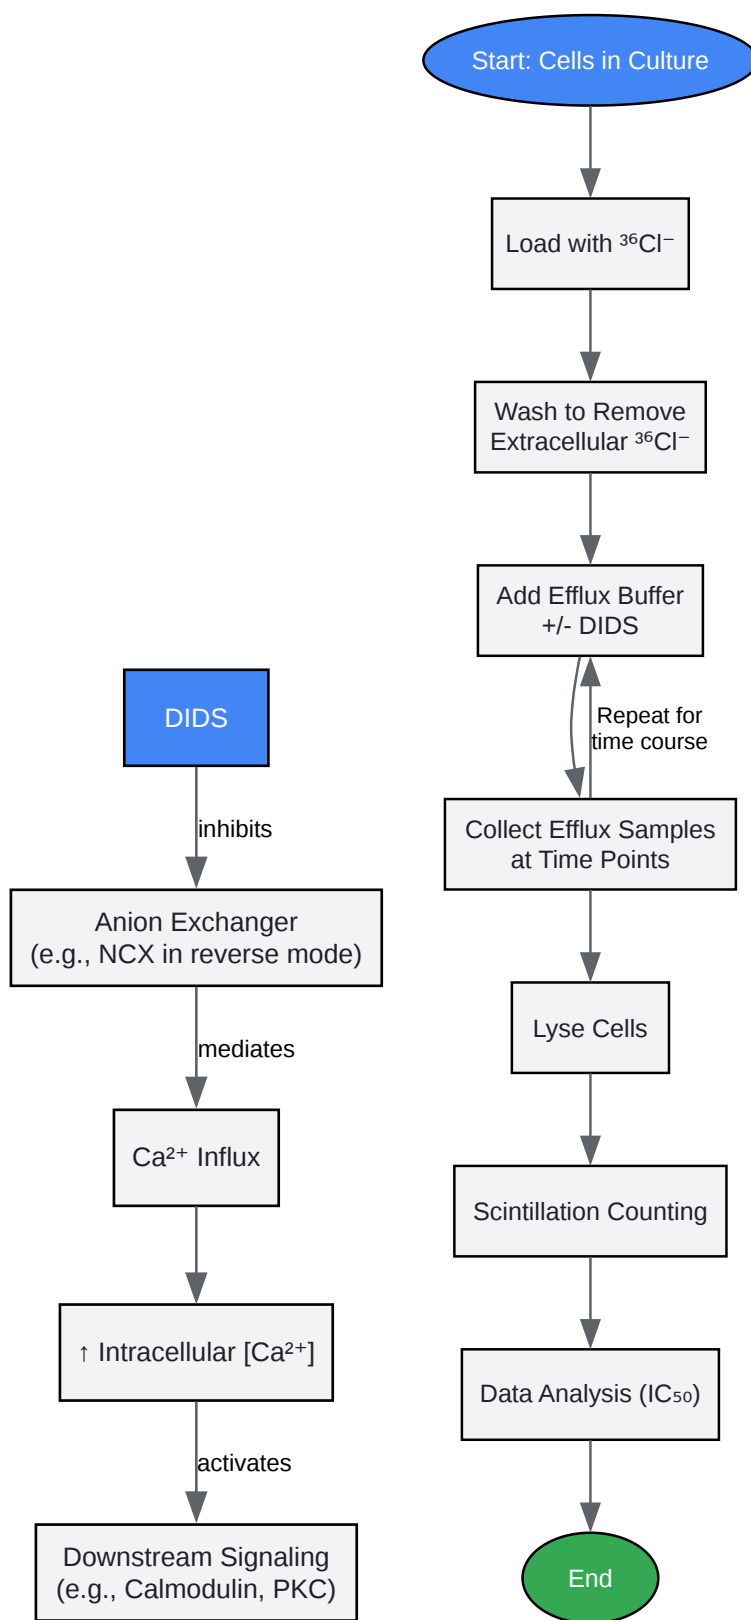 Start: Cells in Culture
Load with ³⁶Cl⁻
Wash to Remove
Extracellular ³⁶Cl⁻
Add Efflux Buffer
+/- DIDS
Repeat for
time course
Collect Efflux Samples
at Time Points
Lyse Cells
Scintillation Counting
Data Analysis (IC₅₀)
End
DIDS
inhibits
Anion Exchanger
(e.g., NCX in reverse mode)
mediates
Ca²⁺ Influx
↑ Intracellular [Ca²⁺]
activates
Downstream Signaling
(e.g., Calmodulin, PKC)